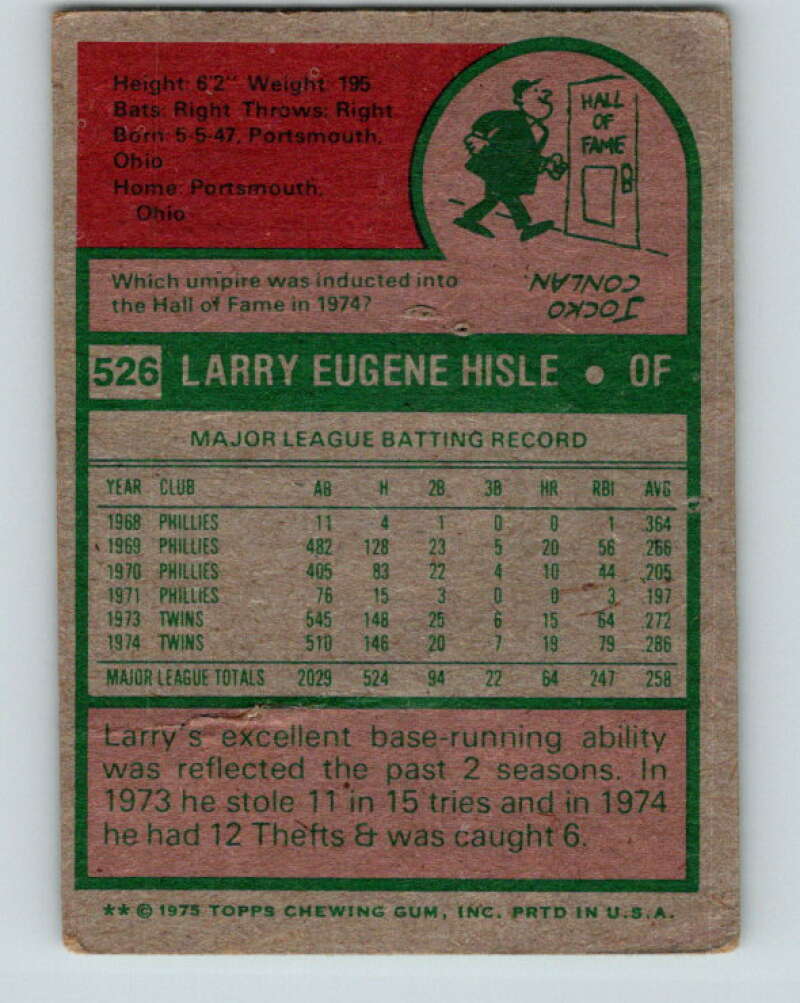 Height: 6'2" Weight: 195
Bats: Right Throws: Right
Born: 5-5-47, Portsmouth,
Ohio
Home: Portsmouth,
Ohio
HALL
OF
FAME
Which umpire was inducted into
the Hall of Fame in 1974?
JOCKO
CONLAN
526 LARRY EUGENE HISLE • OF
MAJOR LEAGUE BATTING RECORD
YEAR CLUB AB H 2B 3B HR RBI AVG
1968 PHILLIES 11 4 1 0 0 1 .364
1969 PHILLIES 482 128 23 5 20 56 .266
1970 PHILLIES 405 83 22 4 10 44 .205
1971 PHILLIES 76 15 3 0 0 3 .197
1973 TWINS 545 148 25 6 15 64 .272
1974 TWINS 510 146 20 7 19 79 .286
MAJOR LEAGUE TOTALS 2029 524 94 22 64 247 .258
Larry's excellent base-running ability
was reflected the past 2 seasons. In
1973 he stole 11 in 15 tries and in 1974
he had 12 Thefts & was caught 6.
** © 1975 TOPPS CHEWING GUM, INC. PRTD IN U.S.A.